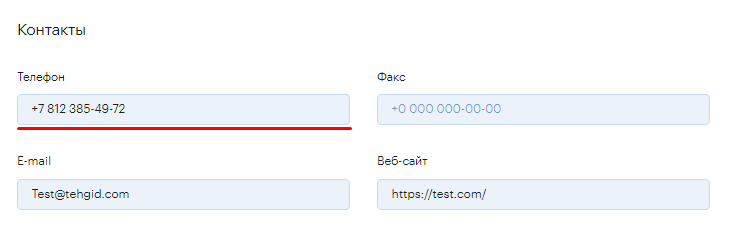 Контакты
Телефон Факс
+7 812 385-49-72 +0 000 000-00-00
E-mail Веб-сайт
Test@tehgid.com https://test.com/